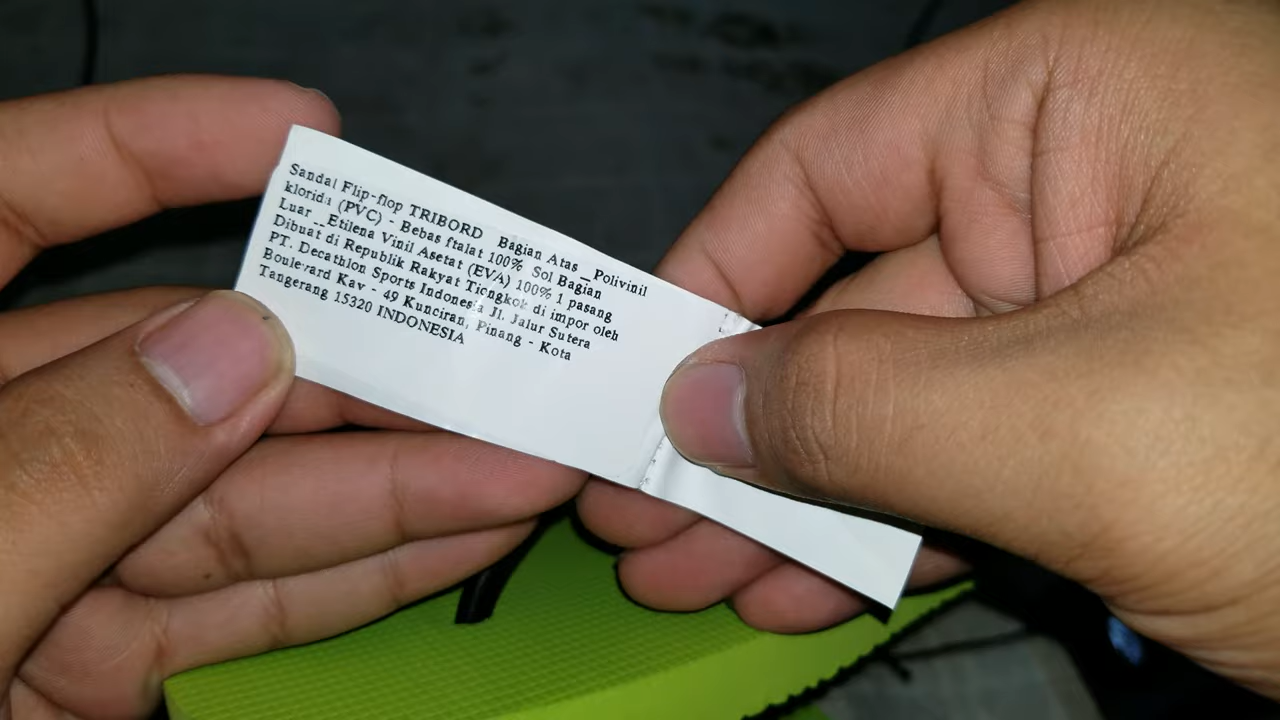 Sandal Flip-flop TRIBORD Bagian Atas _ Polivinil
klorida (PVC) - Bebas ftalat 100% Sol Bagian
Luar _ Etilena Vinil Asetat (EVA) 100% 1 pasang
Dibuat di Republik Rakyat Tiongkok di impor oleh
PT. Decathlon Sports Indonesia Jl. Jalur Sutera
Boulevard Kav - 49 Kunciran, Pinang - Kota
Tangerang 15320 INDONESIA